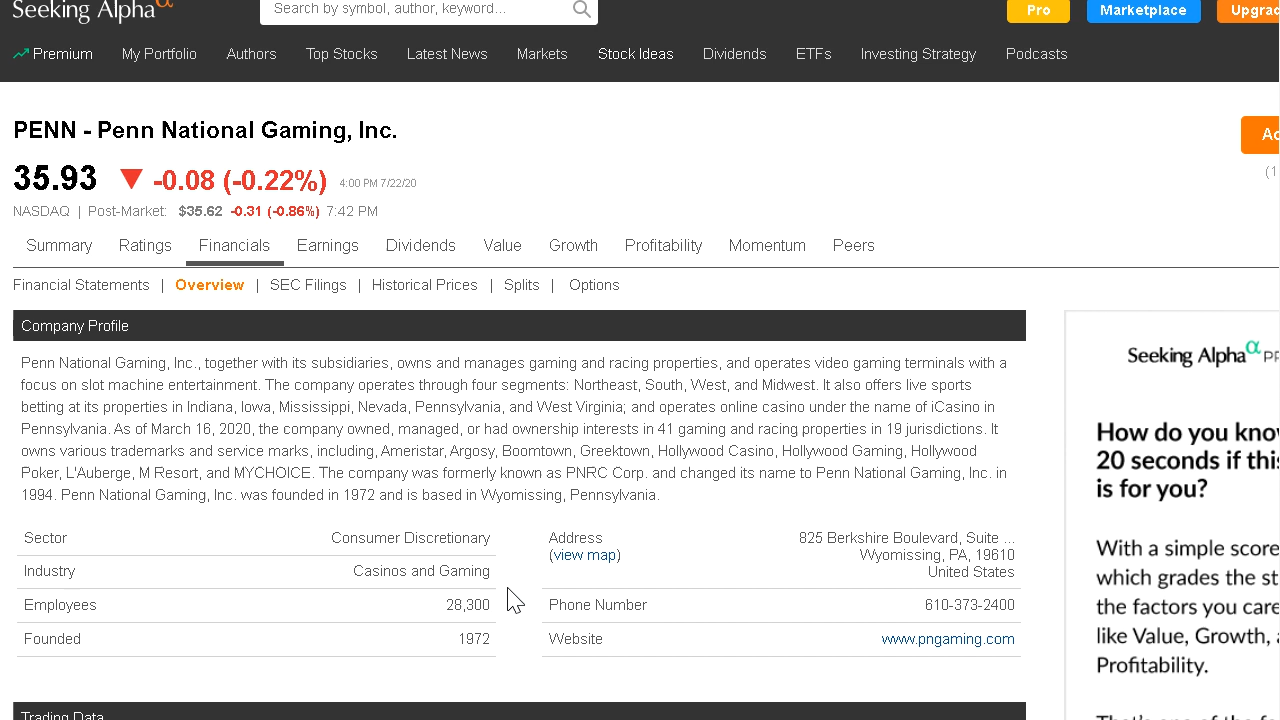 Seeking Alpha α
Search by symbol, author, keyword...
Pro
Marketplace
Premium
My Portfolio
Authors
Top Stocks
Latest News
Markets
Stock Ideas
Dividends
ETFs
Investing Strategy
Podcasts
PENN - Penn National Gaming, Inc.
35.93 -0.08 (-0.22%) 4:00 PM 7/22/20
NASDAQ | Post-Market: $35.62 -0.31 (-0.86%) 7:42 PM
Summary Ratings Financials Earnings Dividends Value Growth Profitability Momentum Peers
Financial Statements | Overview | SEC Filings | Historical Prices | Splits | Options
Company Profile
Penn National Gaming, Inc., together with its subsidiaries, owns and manages gaming and racing properties, and operates video gaming terminals with a
focus on slot machine entertainment. The company operates through four segments: Northeast, South, West, and Midwest. It also offers live sports
betting at its properties in Indiana, Iowa, Mississippi, Nevada, Pennsylvania, and West Virginia; and operates online casino under the name of iCasino in
Pennsylvania. As of March 16, 2020, the company owned, managed, or had ownership interests in 41 gaming and racing properties in 19 jurisdictions. It
owns various trademarks and service marks, including, Ameristar, Argosy, Boomtown, Greektown, Hollywood Casino, Hollywood Gaming, Hollywood
Poker, L'Auberge, M Resort, and MYCHOICE. The company was formerly known as PNRC Corp. and changed its name to Penn National Gaming, Inc. in
1994. Penn National Gaming, Inc. was founded in 1972 and is based in Wyomissing, Pennsylvania.
Sector Consumer Discretionary
Industry Casinos and Gaming
Employees 28,300
Founded 1972
Address 825 Berkshire Boulevard, Suite ...
(view map) Wyomissing, PA, 19610
United States
Phone Number 610-373-2400
Website www.pngaming.com
Trading Data
Seeking Alpha α
How do you
20 seconds if
is for you?
With a simple score
which grades the
the factors you care
like Value, Growth,
Profitability.